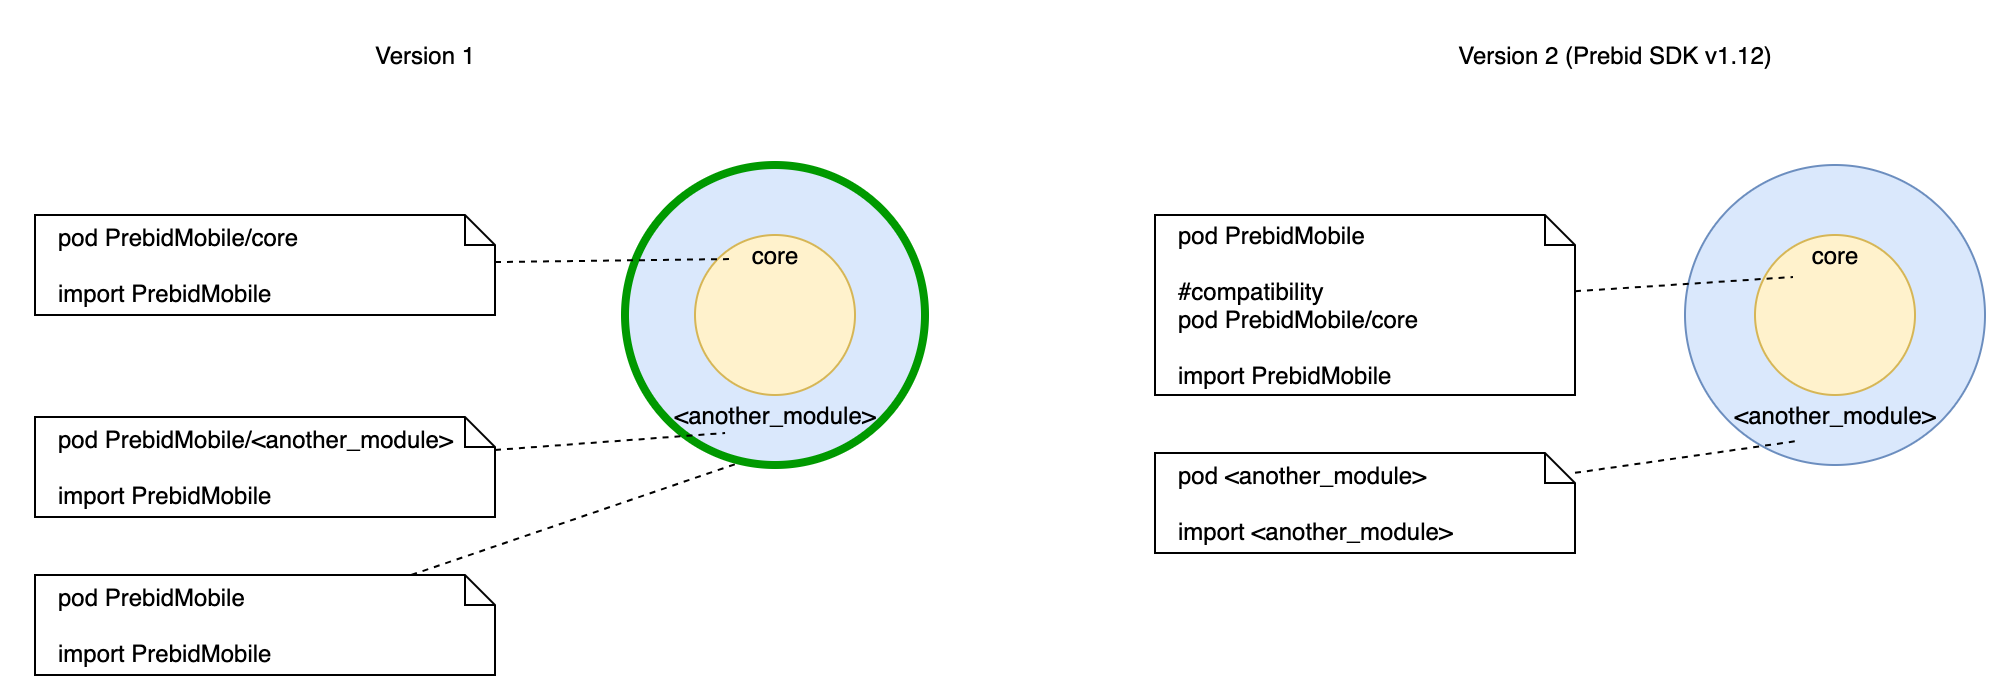 Version 1
pod PrebidMobile/core
import PrebidMobile
pod PrebidMobile/<another_module>
import PrebidMobile
pod PrebidMobile
import PrebidMobile
core
<another_module>
Version 2 (Prebid SDK v1.12)
pod PrebidMobile
#compatibility
pod PrebidMobile/core
import PrebidMobile
pod <another_module>
import <another_module>
core
<another_module>